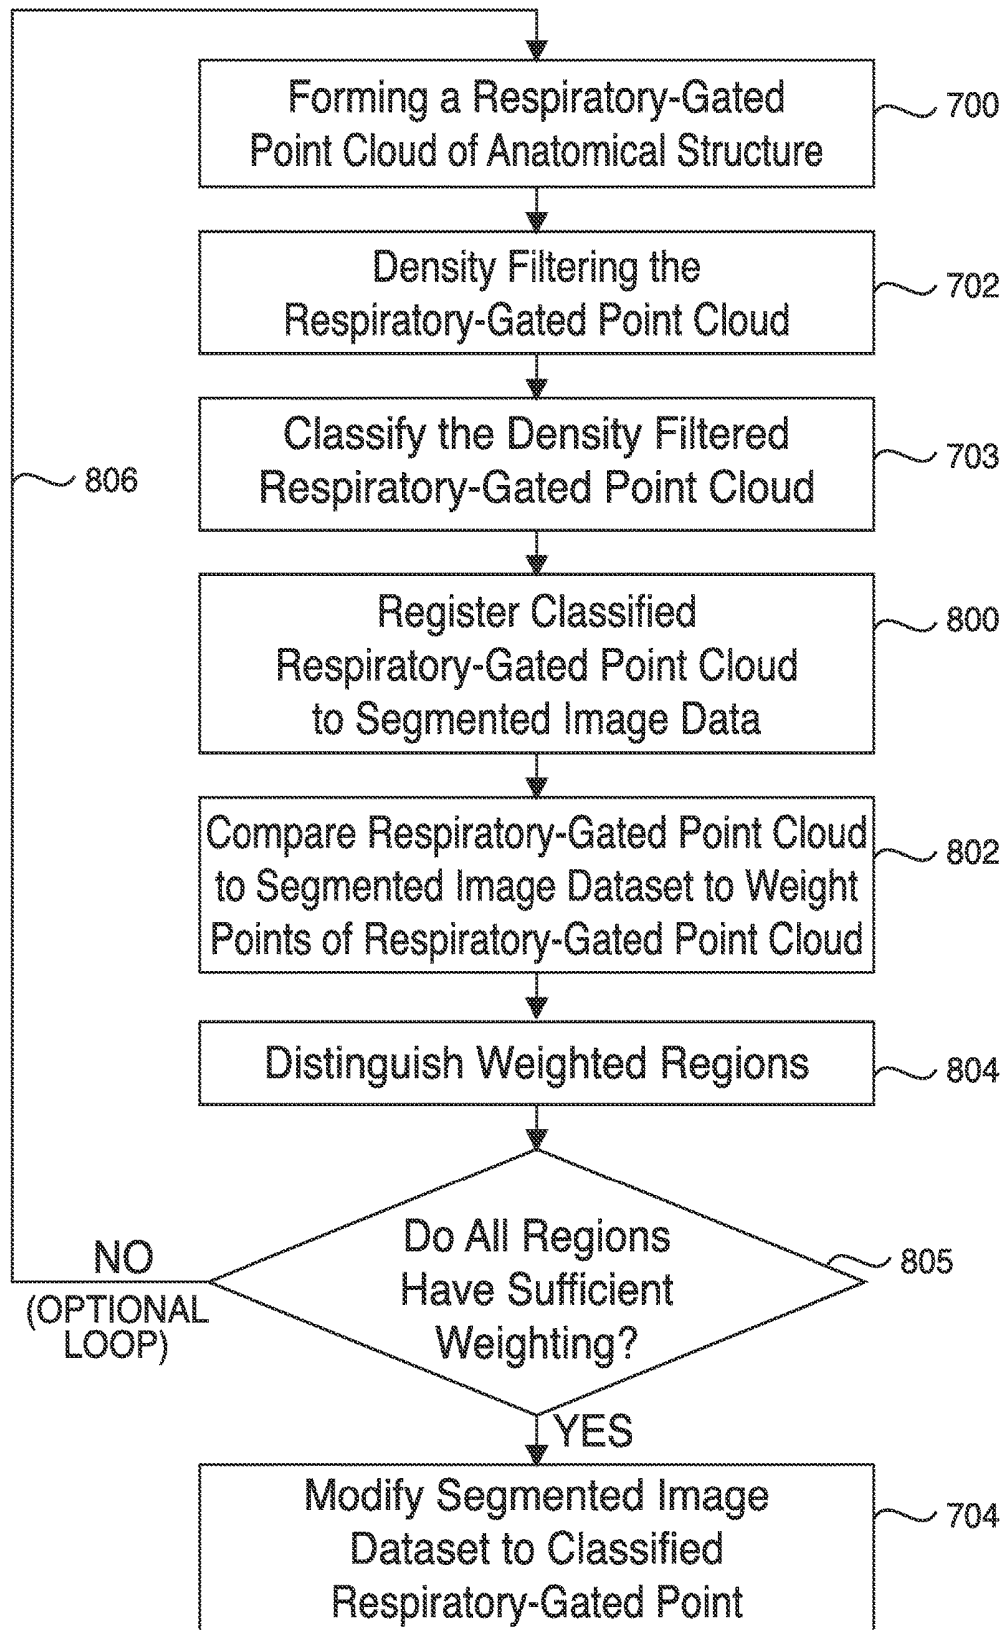 Forming a Respiratory-Gated
Point Cloud of Anatomical Structure
700
Density Filtering the
Respiratory-Gated Point Cloud
702
Classify the Density Filtered
Respiratory-Gated Point Cloud
703
806
Register Classified
Respiratory-Gated Point Cloud
to Segmented Image Data
800
Compare Respiratory-Gated Point Cloud
to Segmented Image Dataset to Weight
Points of Respiratory-Gated Point Cloud
802
Distinguish Weighted Regions
804
Do All Regions
Have Sufficient
Weighting?
805
NO
(OPTIONAL
LOOP)
YES
Modify Segmented Image
Dataset to Classified
Respiratory-Gated Point
704